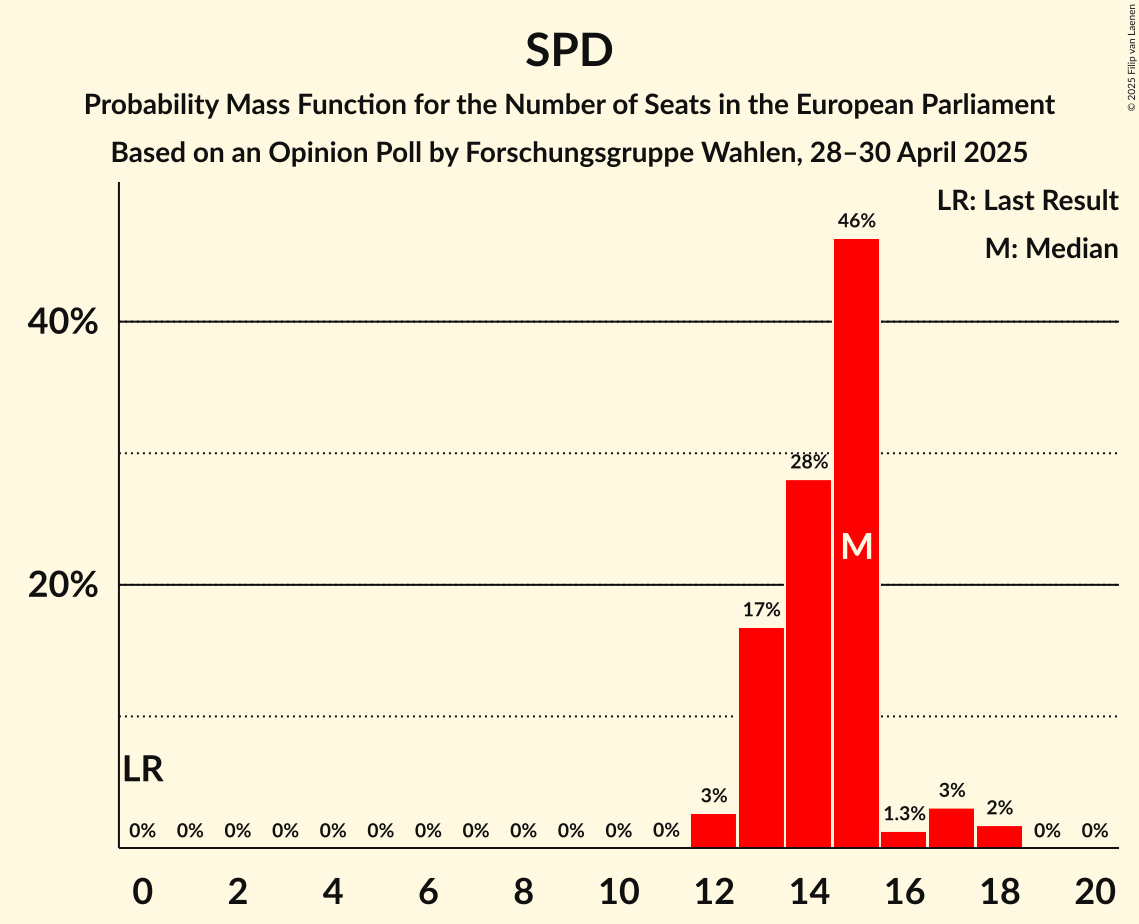 SPD
Probability Mass Function for the Number of Seats in the European Parliament
Based on an Opinion Poll by Forschungsgruppe Wahlen, 28–30 April 2025
© 2025 Filip van Laenen
LR: Last Result
M: Median
46%
40%
28%
M
20%
17%
LR
3%
3%
2%
1.3%
0% 0% 0% 0% 0% 0% 0% 0% 0% 0% 0% 0% 0% 0%
0 2 4 6 8 10 12 14 16 18 20